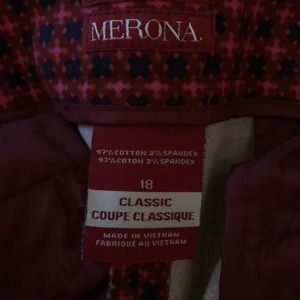 MERONA.
97% COTTON 3% SPANDEX
97% COTON 3% SPANDEX
18
CLASSIC
COUPE CLASSIQUE
MADE IN VIETNAM
FABRIQUÉ AU VIETNAM